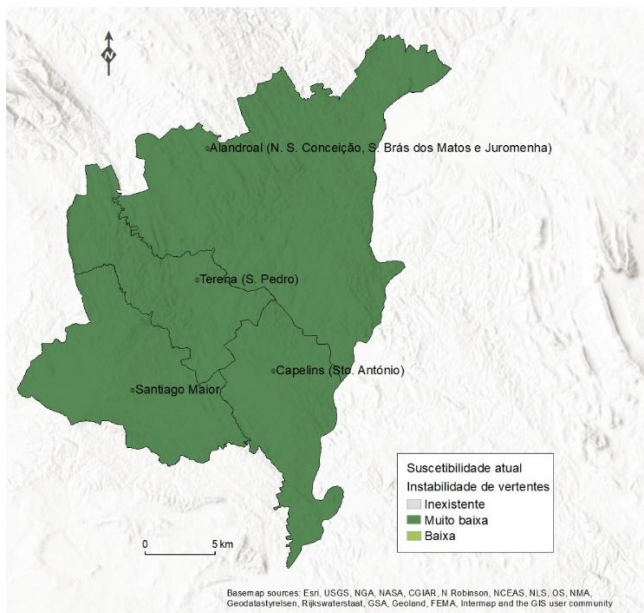 N
Alandroal (N. S. Conceição, S. Brás dos Matos e Juromenha)
Terena (S. Pedro)
Capelins (Sto. António)
Santiago Maior
Suscetibilidade atual
Instabilidade de vertentes
Inexistente
Muito baixa
Baixa
0 5 km
Basemap sources: Esri, USGS, NGA, NASA, CGIAR, N Robinson, NCEAS, NLS, OS, NMA,
Geodatastyrelsen, Rijkswaterstaat, GSA, Geoland, FEMA, Intermap and the GIS user community